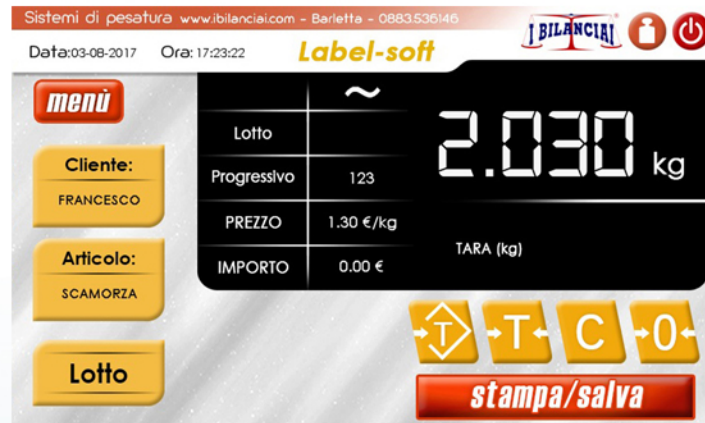 Sistemi di pesatura www.ibilanciai.com - Barletta - 0883.536146
I BILANCIAI
Data:03-08-2017 Ora: 17:23:22 Label-soft
menù
~
Lotto
2.030 kg
Cliente:
FRANCESCO
Progressivo 123
PREZZO 1.30 €/kg
TARA (kg)
Articolo:
SCAMORZA
IMPORTO 0.00 €
T T C 0
Lotto
stampa/salva